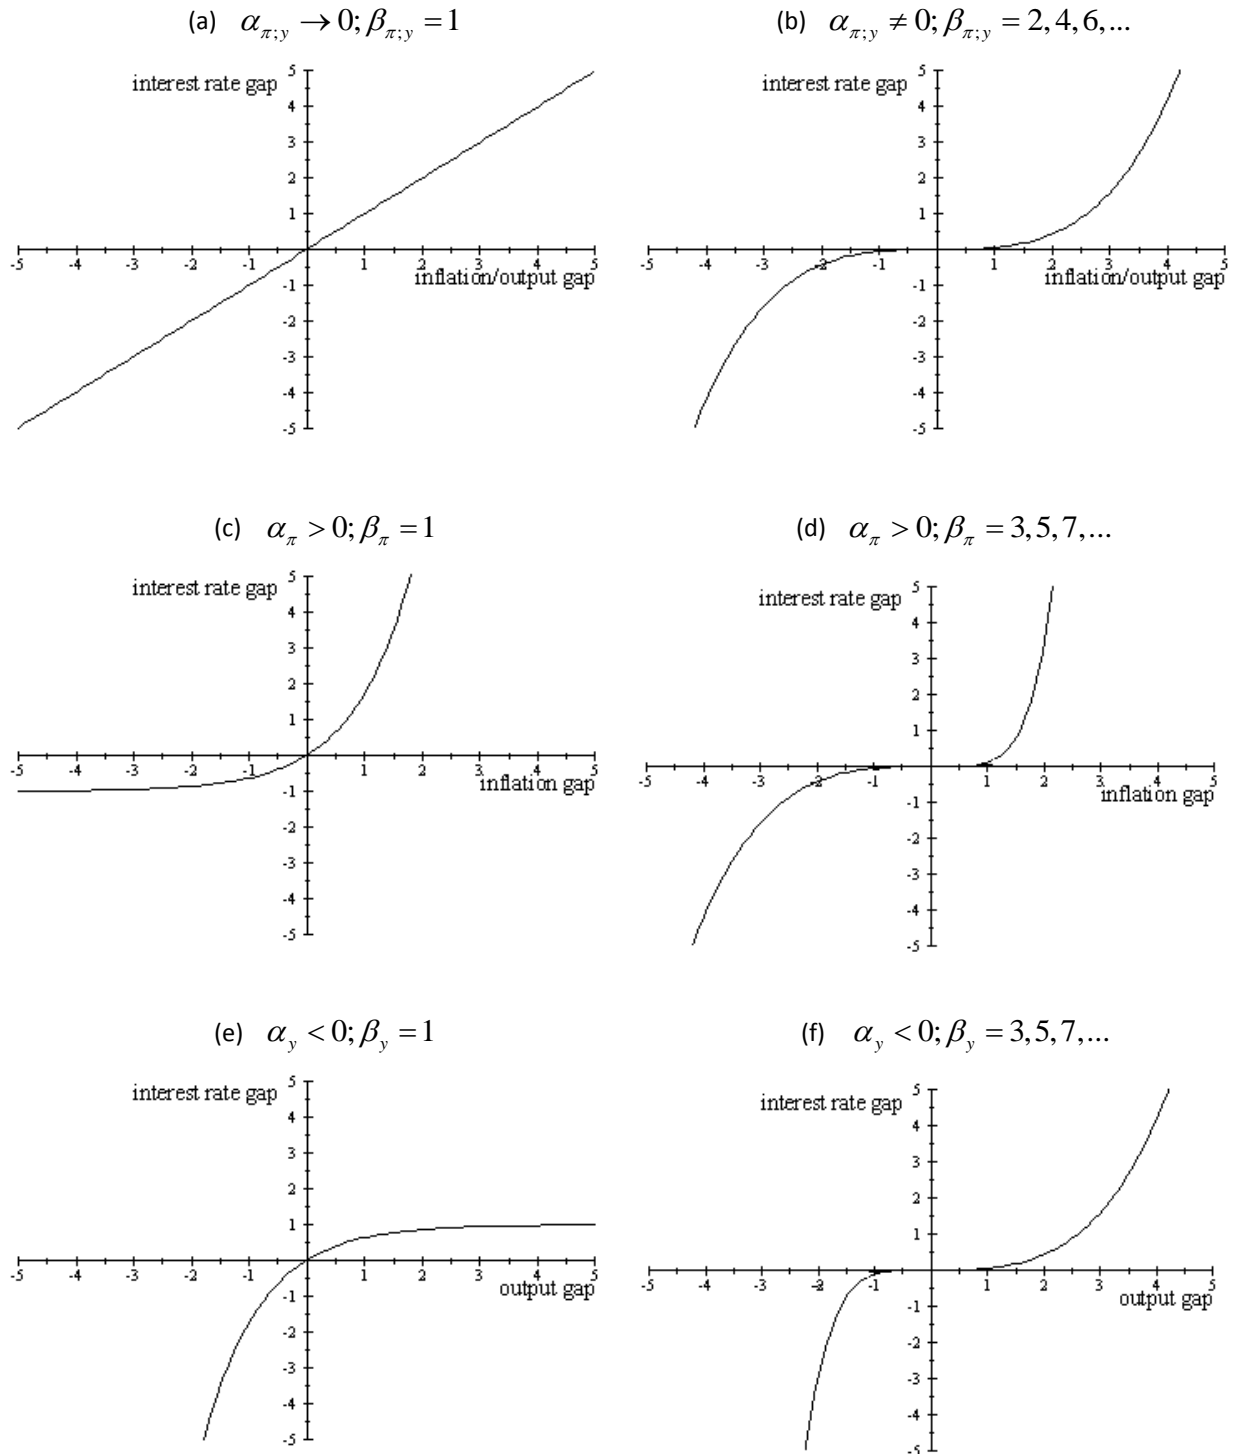 (a) α_{π;y} → 0; β_{π;y} = 1
interest rate gap
5
4
3
2
1
-5 -4 -3 -2 -1 1 2 3 4 5
inflation/output gap
-1
-2
-3
-4
-5
(b) α_{π;y} ≠ 0; β_{π;y} = 2, 4, 6, ...
interest rate gap
5
4
3
2
1
-5 -4 -3 -2 -1 1 2 3 4 5
inflation/output gap
-1
-2
-3
-4
-5
(c) α_π > 0; β_π = 1
interest rate gap
5
4
3
2
1
-5 -4 -3 -2 -1 1 2 3 4 5
inflation gap
-1
-2
-3
-4
-5
(d) α_π > 0; β_π = 3, 5, 7, ...
interest rate gap
5
4
3
2
1
-5 -4 -3 -2 -1 1 2 3 4 5
inflation gap
-1
-2
-3
-4
-5
(e) α_y < 0; β_y = 1
interest rate gap
5
4
3
2
1
-5 -4 -3 -2 -1 1 2 3 4 5
output gap
-1
-2
-3
-4
-5
(f) α_y < 0; β_y = 3, 5, 7, ...
interest rate gap
5
4
3
2
1
-5 -4 -3 -2 -1 1 2 3 4 5
output gap
-1
-2
-3
-4
-5